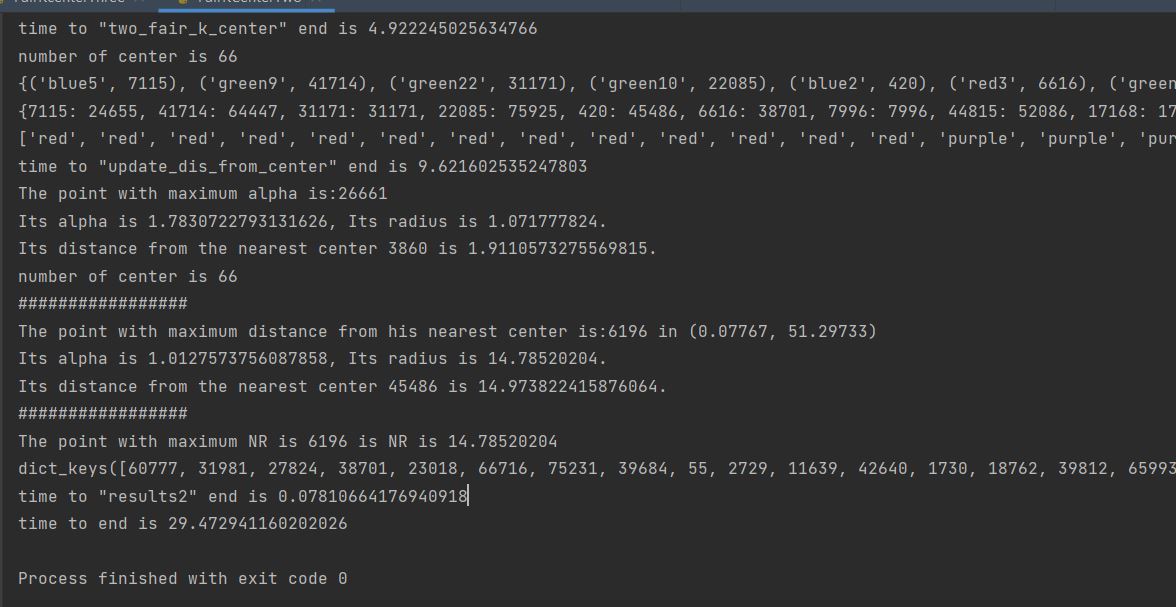 time to "two_fair_k_center" end is 4.922245025634766
number of center is 66
{('blue5', 7115), ('green9', 41714), ('green22', 31171), ('green10', 22085), ('blue2', 420), ('red3', 6616), ('green
{7115: 24655, 41714: 64447, 31171: 31171, 22085: 75925, 420: 45486, 6616: 38701, 7996: 7996, 44815: 52086, 17168: 17
['red', 'red', 'red', 'red', 'red', 'red', 'red', 'red', 'red', 'red', 'red', 'red', 'red', 'purple', 'purple', 'pur
time to "update_dis_from_center" end is 9.621602535247803
The point with maximum alpha is:26661
Its alpha is 1.7830722793131626, Its radius is 1.071777824.
Its distance from the nearest center 3860 is 1.9110573275569815.
number of center is 66
#################
The point with maximum distance from his nearest center is:6196 in (0.07767, 51.29733)
Its alpha is 1.0127573756087858, Its radius is 14.78520204.
Its distance from the nearest center 45486 is 14.973822415876064.
#################
The point with maximum NR is 6196 is NR is 14.78520204
dict_keys([60777, 31981, 27824, 38701, 23018, 66716, 75231, 39684, 55, 2729, 11639, 42640, 1730, 18762, 39812, 65993
time to "results2" end is 0.07810664176940918
time to end is 29.472941160202026
Process finished with exit code 0